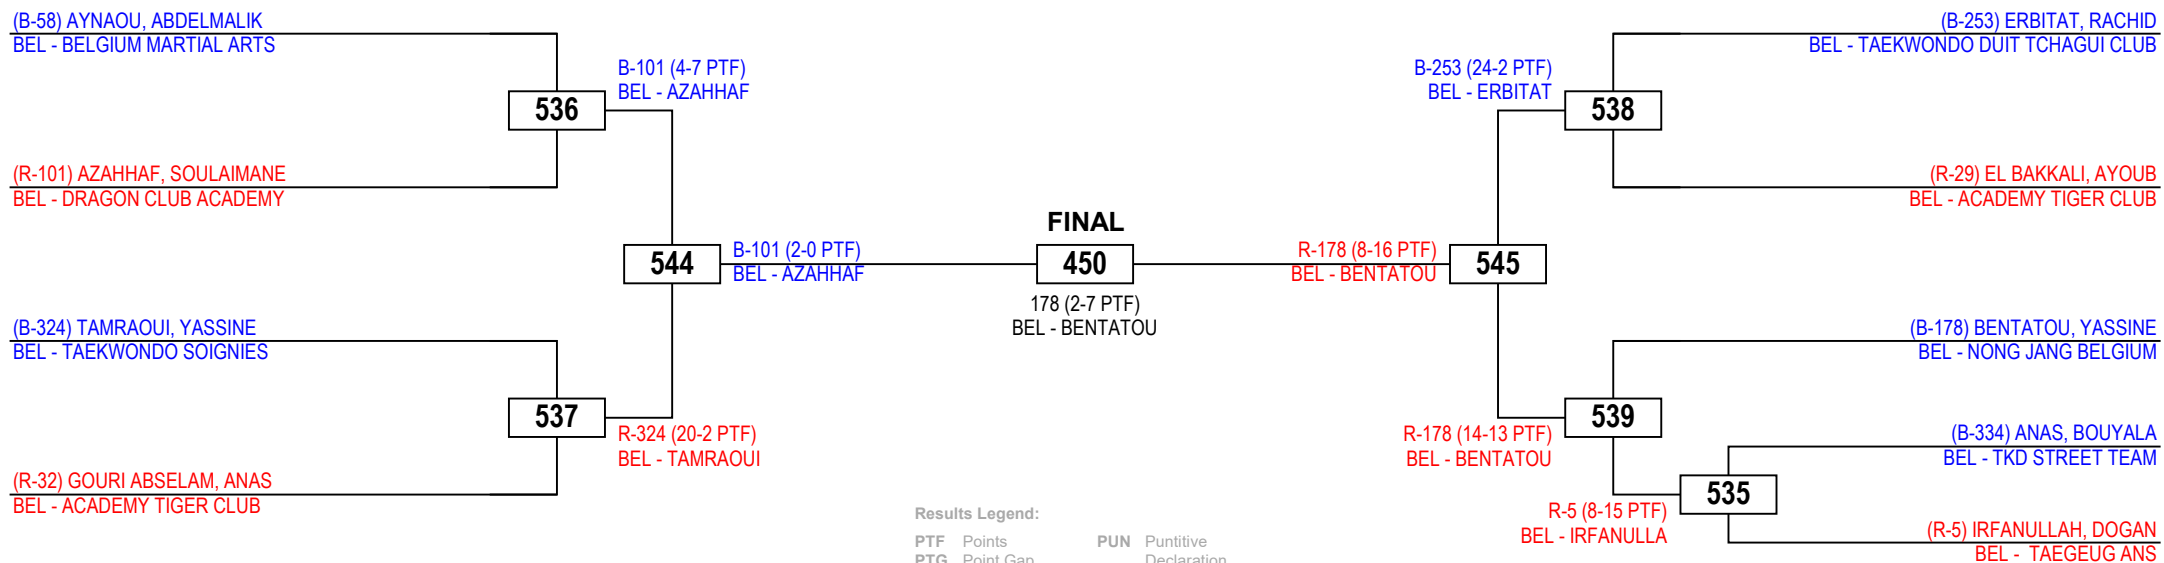 (B-58) AYNAOU, ABDELMALIK
BEL - BELGIUM MARTIAL ARTS
B-101 (4-7 PTF)
BEL - AZAHHAF
536
(R-101) AZAHHAF, SOULAIMANE
BEL - DRAGON CLUB ACADEMY
544
B-101 (2-0 PTF)
BEL - AZAHHAF
(B-324) TAMRAOUI, YASSINE
BEL - TAEKWONDO SOIGNIES
537
R-324 (20-2 PTF)
BEL - TAMRAOUI
(R-32) GOURI ABSELAM, ANAS
BEL - ACADEMY TIGER CLUB
FINAL
450
178 (2-7 PTF)
BEL - BENTATOU
(B-253) ERBITAT, RACHID
BEL - TAEKWONDO DUIT TCHAGUI CLUB
B-253 (24-2 PTF)
BEL - ERBITAT
538
(R-29) EL BAKKALI, AYOUB
BEL - ACADEMY TIGER CLUB
R-178 (8-16 PTF)
BEL - BENTATOU
545
(B-178) BENTATOU, YASSINE
BEL - NONG JANG BELGIUM
539
R-178 (14-13 PTF)
BEL - BENTATOU
(B-334) ANAS, BOUYALA
BEL - TKD STREET TEAM
535
R-5 (8-15 PTF)
BEL - IRFANULLA
(R-5) IRFANULLAH, DOGAN
BEL - TAEGEUG ANS
Results Legend:
PTF Points PUN Puntitive
PTG Point Gap Declaration